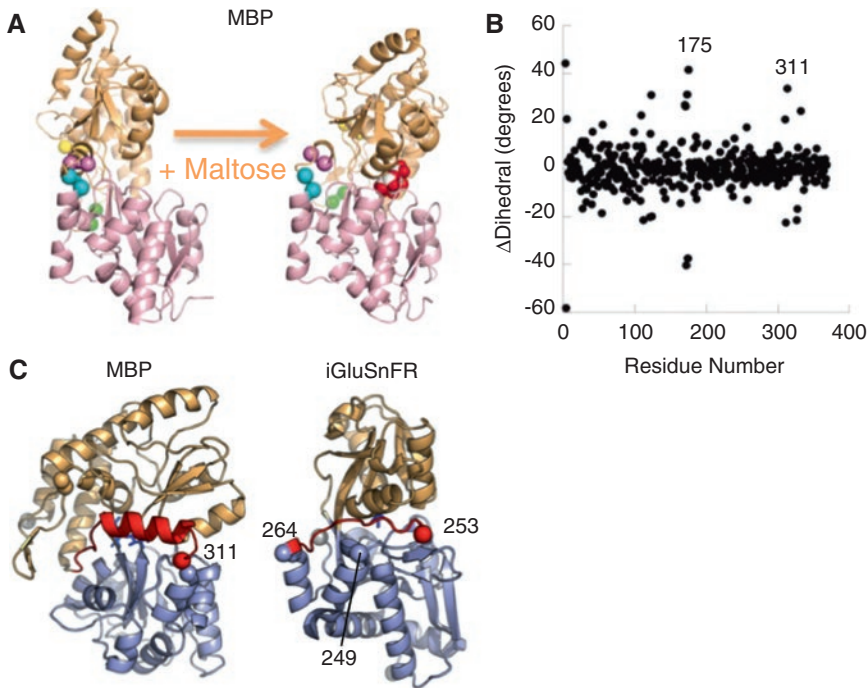 A
MBP
+ Maltose
B
60
40
20
0
-20
-40
-60
ΔDihedral (degrees)
175
311
0
100
200
300
400
Residue Number
C
MBP
iGluSnFR
311
264
253
249